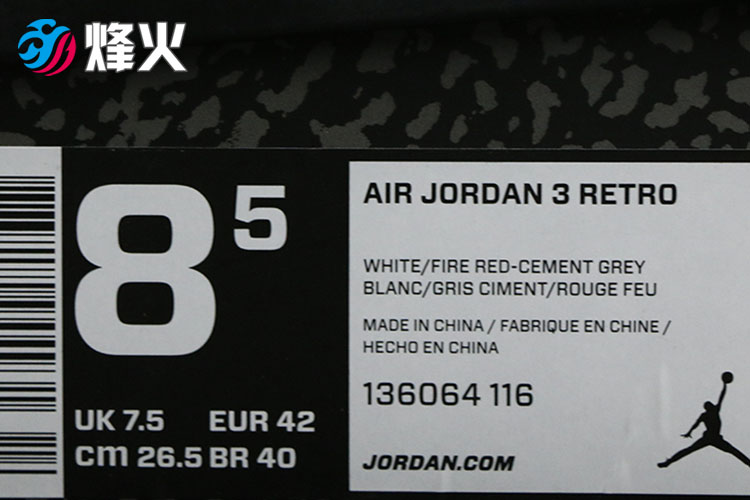 烽火
8 5
UK 7.5 EUR 42
cm 26.5 BR 40
AIR JORDAN 3 RETRO
WHITE/FIRE RED-CEMENT GREY
BLANC/GRIS CIMENT/ROUGE FEU
MADE IN CHINA / FABRIQUE EN CHINE /
HECHO EN CHINA
136064 116
JORDAN.COM